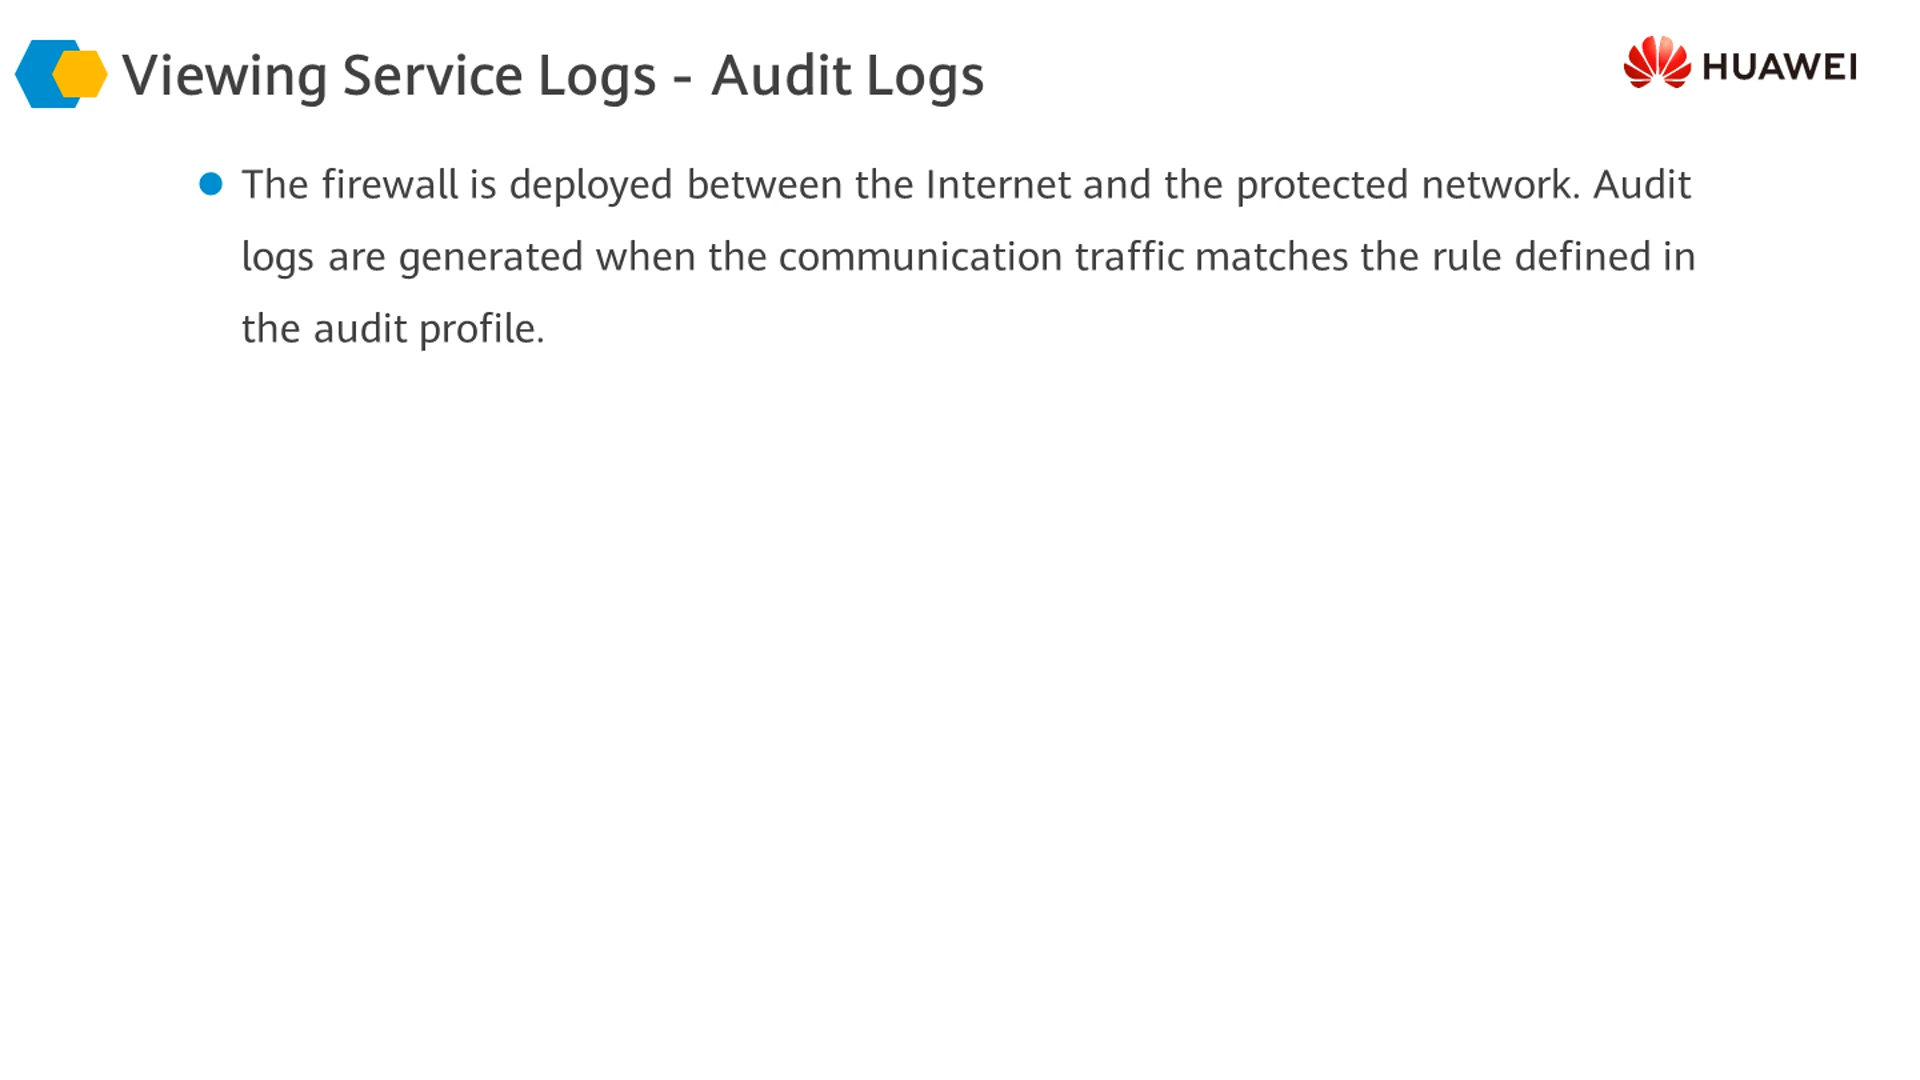 Viewing Service Logs - Audit Logs
HUAWEI
The firewall is deployed between the Internet and the protected network. Audit
logs are generated when the communication traffic matches the rule defined in
the audit profile.